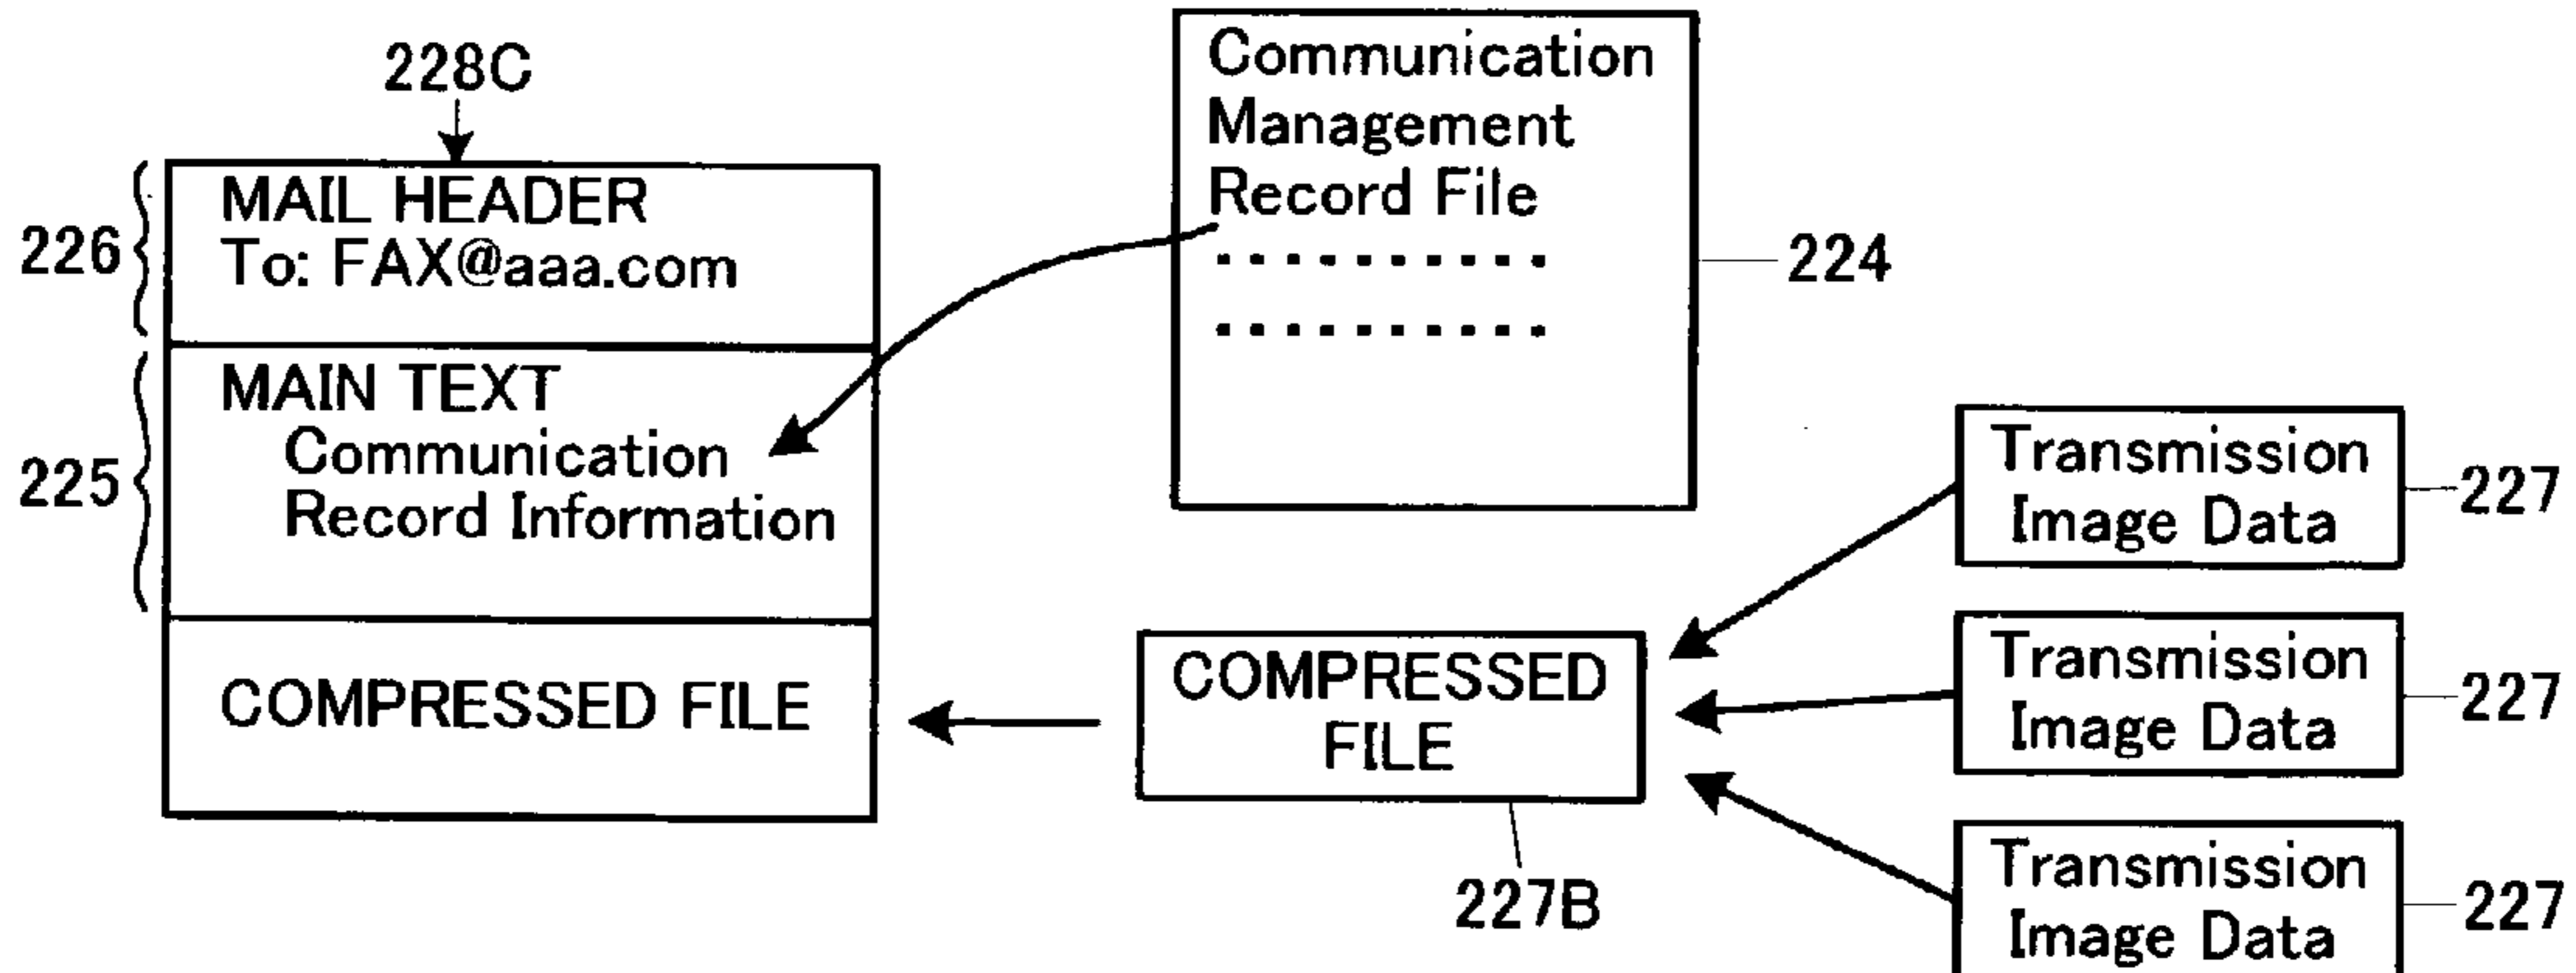 228C
226
MAIL HEADER
To: FAX@aaa.com
225
MAIN TEXT
Communication
Record Information
COMPRESSED FILE
Communication
Management
Record File
..........
..........
224
COMPRESSED
FILE
227B
Transmission
Image Data
227
Transmission
Image Data
227
Transmission
Image Data
227